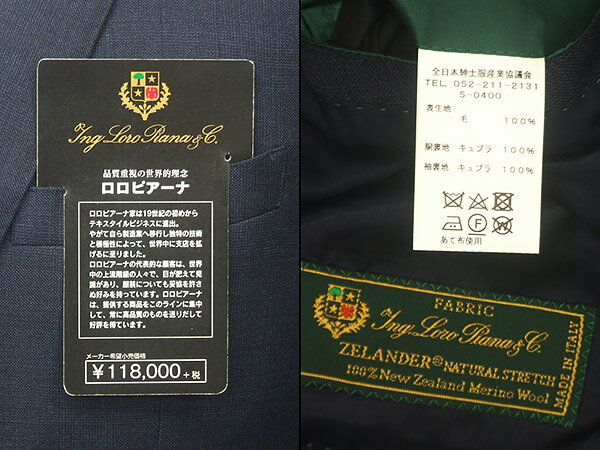 Ing. Loro Piana & C.
品質重視の世界的理念
ロロピアーナ
ロロピアーナ家は19世紀の初めから
テキスタイルビジネスに進出。
やがて自ら製造業へ移行し独特の技術
と積極性によって、世界中に支店を拡
げるに至りました。
ロロピアーナの代表的な顧客は、世界
中の上流階級の人々で、目が肥えて見
識があり、服装についても妥協を許さ
ぬ好みを持っています。ロロピアーナ
は、提供する商品をこのラインに集中
して、常に高品質のものを送りだして
好評を得ています。
メーカー希望小売価格
¥118,000+税
全日本紳士服産業協議会
TEL 052-211-2131
S-0400
表生地
毛 100%
胴裏地 キュプラ 100%
袖裏地 キュプラ 100%
あて布使用
FABRIC
Ing. Loro Piana & C.
ZELANDER® NATURAL STRETCH
100% New Zealand Merino Wool
MADE IN ITALY